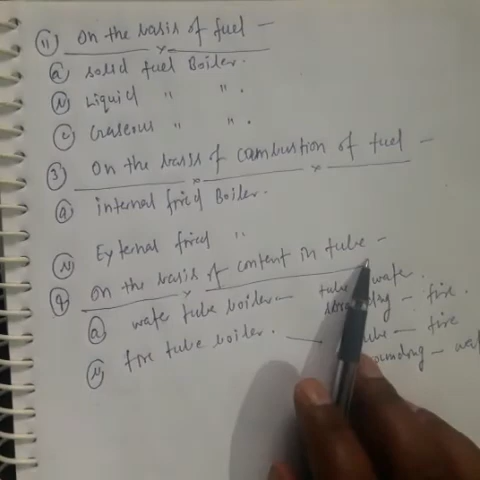 (11) On the basis of fuel -
(a) solid fuel Boiler.
(b) Liquid " " .
(c) Gaseous " " .
(3) On the basis of combustion of fuel -
(a) internal fired Boiler.
(b) External fired "
(4) on the basis of content in tube -
(a) water tube boiler - tube water.
- fire.
(b) fire tube boiler. - tube - fire